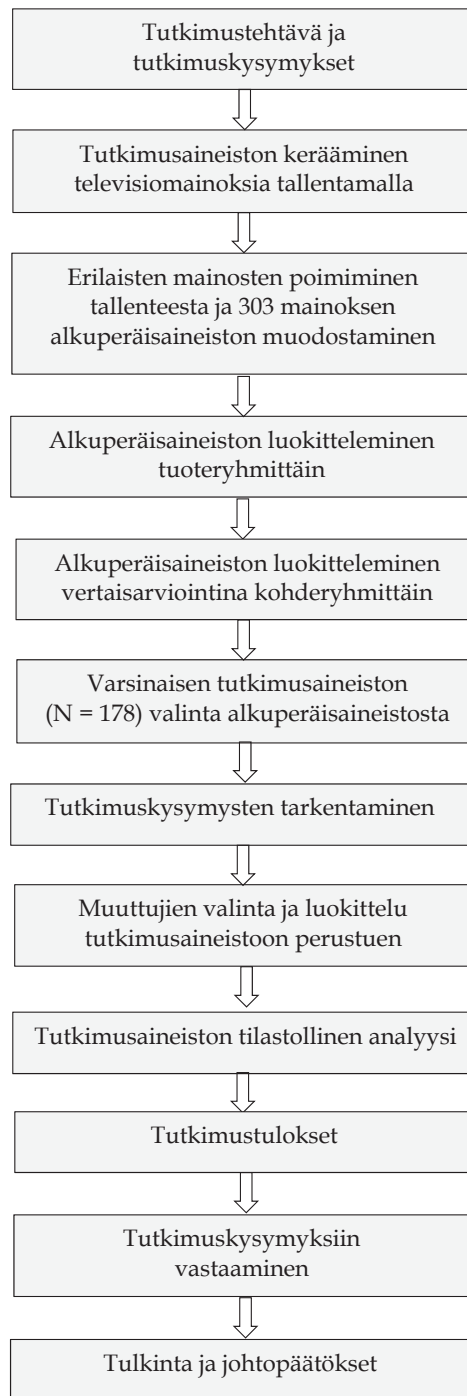 Tutkimustehtävä ja
tutkimuskysymykset
Tutkimusaineiston kerääminen
televisiomainoksia tallentamalla
Erilaisten mainosten poimiminen
tallenteesta ja 303 mainoksen
alkuperäisaineiston muodostaminen
Alkuperäisaineiston luokitteleminen
tuoteryhmittäin
Alkuperäisaineiston luokitteleminen
vertaisarviointina kohderyhmittäin
Varsinaisen tutkimusaineiston
(N = 178) valinta alkuperäisaineistosta
Tutkimuskysymysten tarkentaminen
Muuttujien valinta ja luokittelu
tutkimusaineistoon perustuen
Tutkimusaineiston tilastollinen analyysi
Tutkimustulokset
Tutkimuskysymyksiin
vastaaminen
Tulkinta ja johtopäätökset